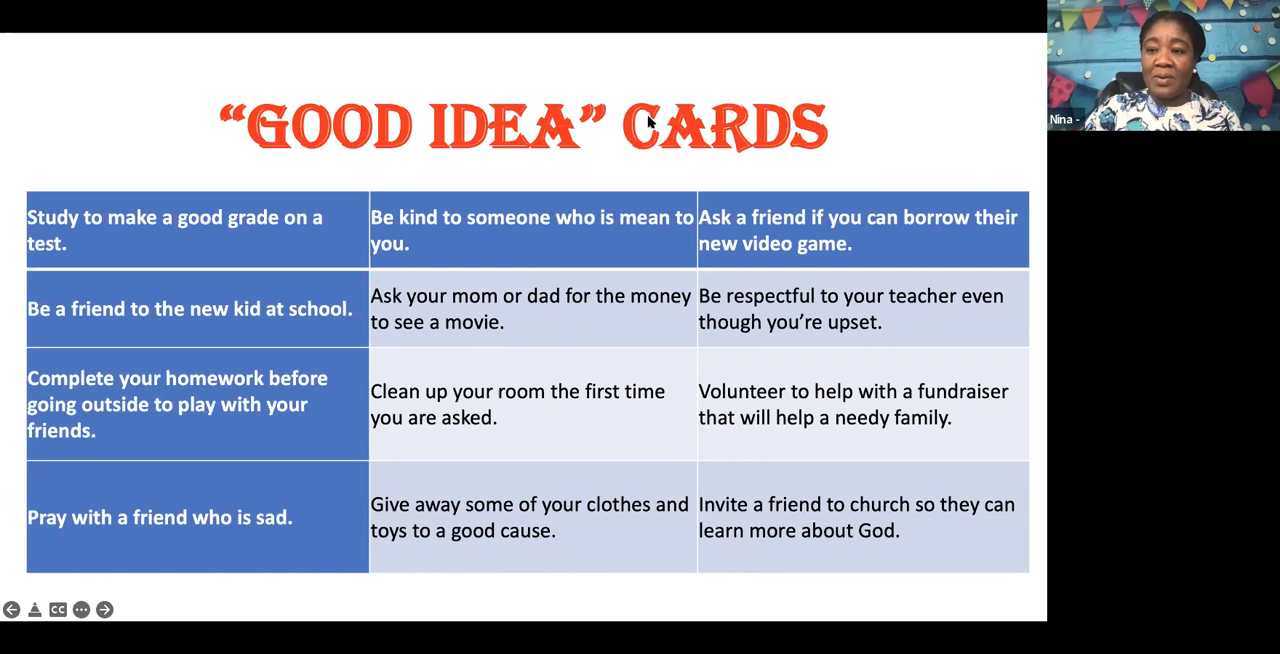 “GOOD IDEA” CARDS
Nina -
Study to make a good grade on a
test.
Be kind to someone who is mean to
you.
Ask a friend if you can borrow their
new video game.
Be a friend to the new kid at school.
Ask your mom or dad for the money
to see a movie.
Be respectful to your teacher even
though you’re upset.
Complete your homework before
going outside to play with your
friends.
Clean up your room the first time
you are asked.
Volunteer to help with a fundraiser
that will help a needy family.
Pray with a friend who is sad.
Give away some of your clothes and
toys to a good cause.
Invite a friend to church so they can
learn more about God.
CC